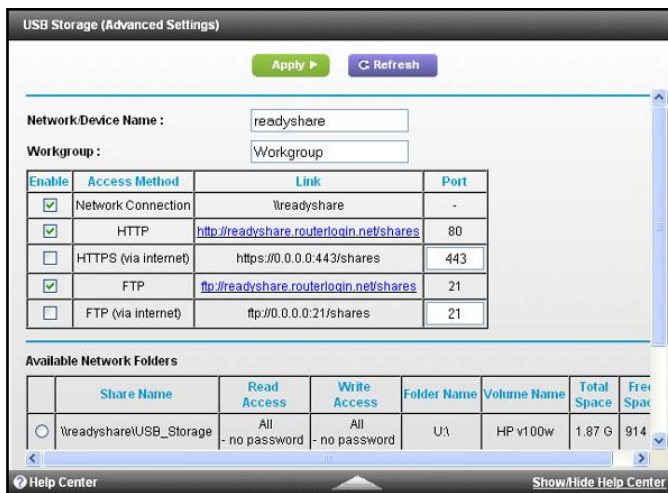 USB Storage (Advanced Settings)
Apply Refresh
Network/Device Name : readyshare
Workgroup : Workgroup
Enable Access Method Link Port
Network Connection \\readyshare -
HTTP http://readyshare.routerlogin.net/shares 80
HTTPS (via internet) https://0.0.0.0:443/shares 443
FTP ftp://readyshare.routerlogin.net/shares 21
FTP (via internet) ftp://0.0.0.0:21/shares 21
Available Network Folders
Share Name Read Access Write Access Folder Name Volume Name Total Space Free Space
\\readyshare\USB_Storage All - no password All - no password U:\ HP v100w 1.87 G 914
Help Center Show/Hide Help Center